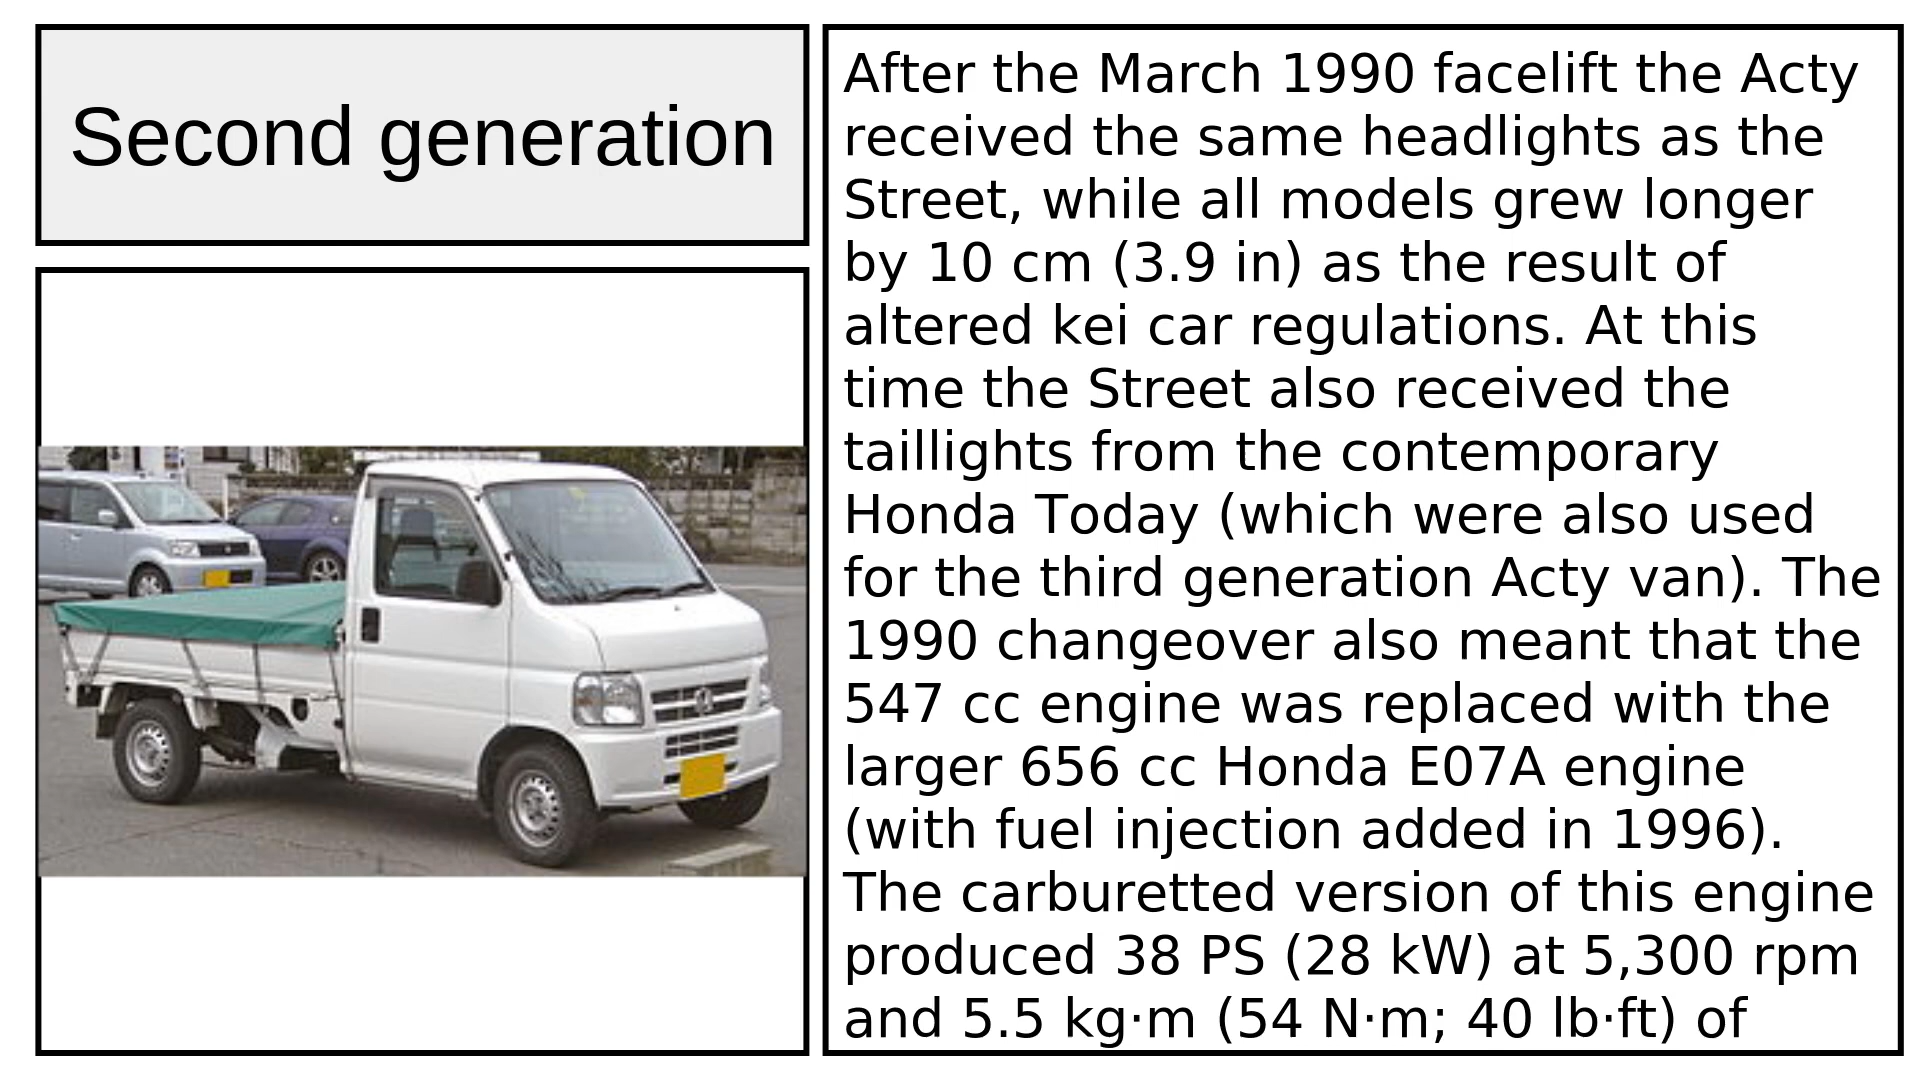 Second generation
After the March 1990 facelift the Acty
received the same headlights as the
Street, while all models grew longer
by 10 cm (3.9 in) as the result of
altered kei car regulations. At this
time the Street also received the
taillights from the contemporary
Honda Today (which were also used
for the third generation Acty van). The
1990 changeover also meant that the
547 cc engine was replaced with the
larger 656 cc Honda E07A engine
(with fuel injection added in 1996).
The carburetted version of this engine
produced 38 PS (28 kW) at 5,300 rpm
and 5.5 kg·m (54 N·m; 40 lb·ft) of